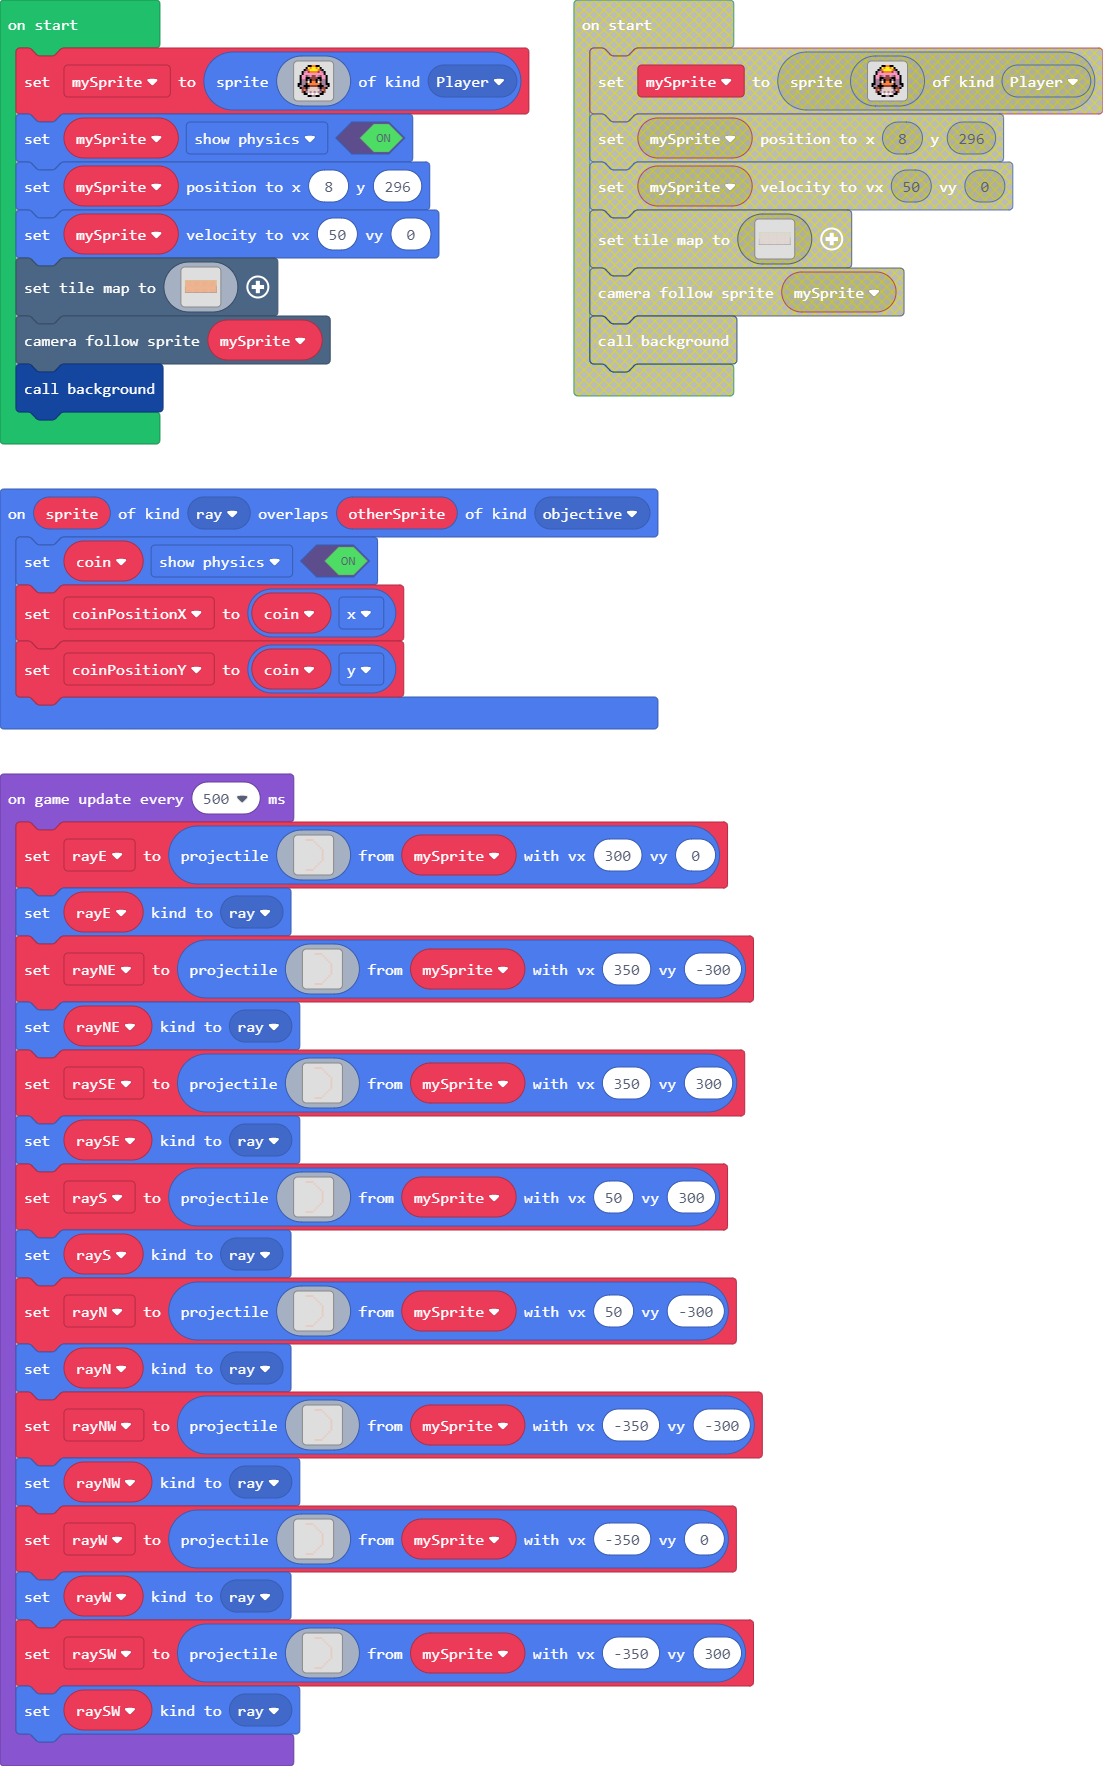 on start
set mySprite to sprite of kind Player
set mySprite show physics ON
set mySprite position to x 8 y 296
set mySprite velocity to vx 50 vy 0
set tile map to
camera follow sprite mySprite
call background
on start
set mySprite to sprite of kind Player
set mySprite position to x 8 y 296
set mySprite velocity to vx 50 vy 0
set tile map to
camera follow sprite mySprite
call background
on sprite of kind ray overlaps otherSprite of kind objective
set coin show physics ON
set coinPositionX to coin x
set coinPositionY to coin y
on game update every 500 ms
set rayE to projectile from mySprite with vx 300 vy 0
set rayE kind to ray
set rayNE to projectile from mySprite with vx 350 vy -300
set rayNE kind to ray
set raySE to projectile from mySprite with vx 350 vy 300
set raySE kind to ray
set rayS to projectile from mySprite with vx 50 vy 300
set rayS kind to ray
set rayN to projectile from mySprite with vx 50 vy -300
set rayN kind to ray
set rayNW to projectile from mySprite with vx -350 vy -300
set rayNW kind to ray
set rayW to projectile from mySprite with vx -350 vy 0
set rayW kind to ray
set raySW to projectile from mySprite with vx -350 vy 300
set raySW kind to ray